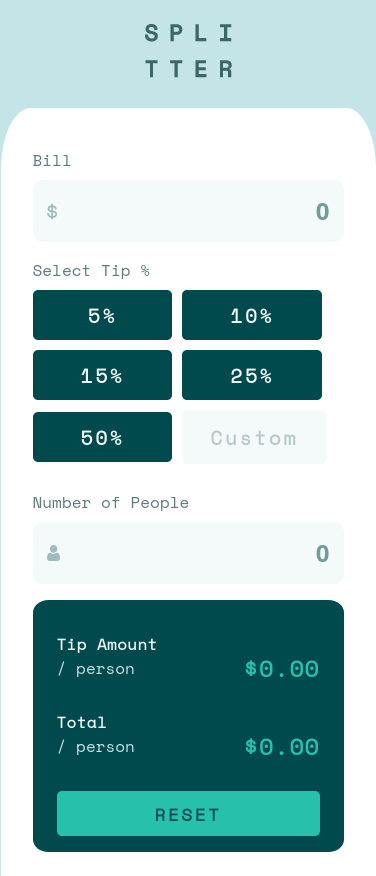 SPLI
TTER
Bill
$ 0
Select Tip %
5% 10%
15% 25%
50% Custom
Number of People
0
Tip Amount
/ person $0.00
Total
/ person $0.00
RESET